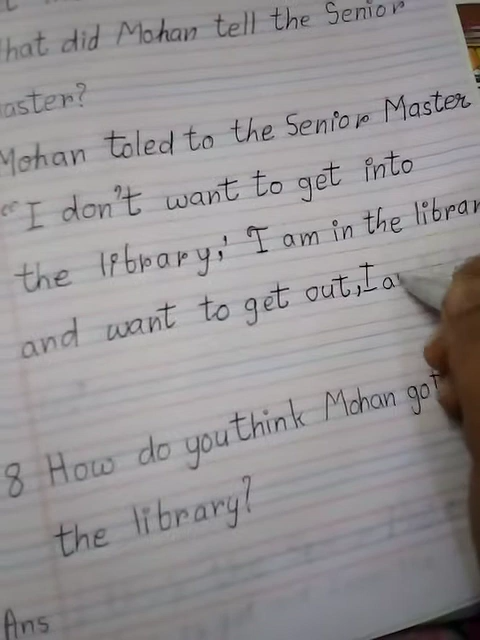 hat did Mohan tell the Senior
aster?
Mohan toled to the Senior Master
"I don't want to get into
the library; I am in the librar
and want to get out, I a
8 How do you think Mohan got
the library?
Ans